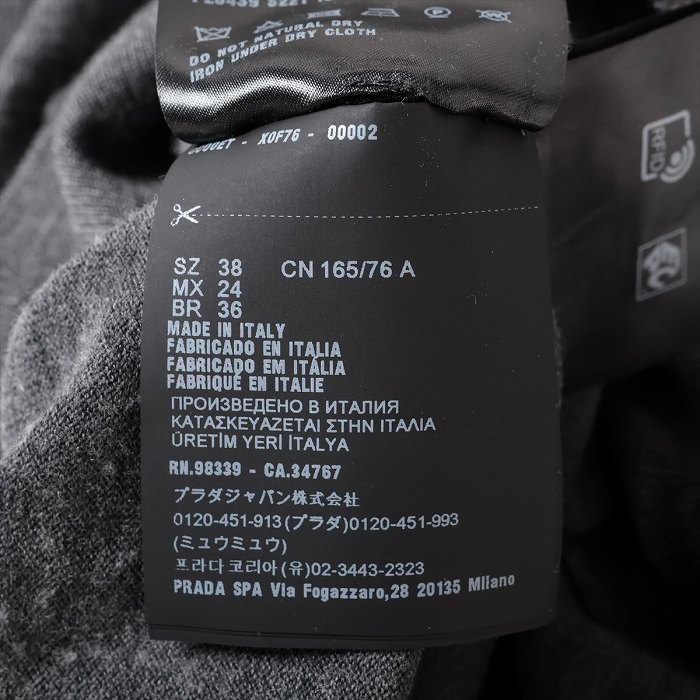 DO NOT NATURAL DRY
IRON UNDER DRY CLOTH
- XOF76 - 00002
SZ 38 CN 165/76 A
MX 24
BR 36
MADE IN ITALY
FABRICADO EN ITALIA
FABRICADO EM ITÁLIA
FABRIQUÉ EN ITALIE
ПРОИЗВЕДЕНО В ИТАЛИЯ
ΚΑΤΑΣΚΕΥΑΖΕΤΑΙ ΣΤΗΝ ΙΤΑΛΙΑ
ÜRETİM YERİ İTALYA
RN.98339 - CA.34767
プラダジャパン株式会社
0120-451-913(プラダ)0120-451-993
(ミュウミュウ)
프라다코리아(유)02-3443-2323
PRADA SPA Via Fogazzaro,28 20135 Milano
RFID